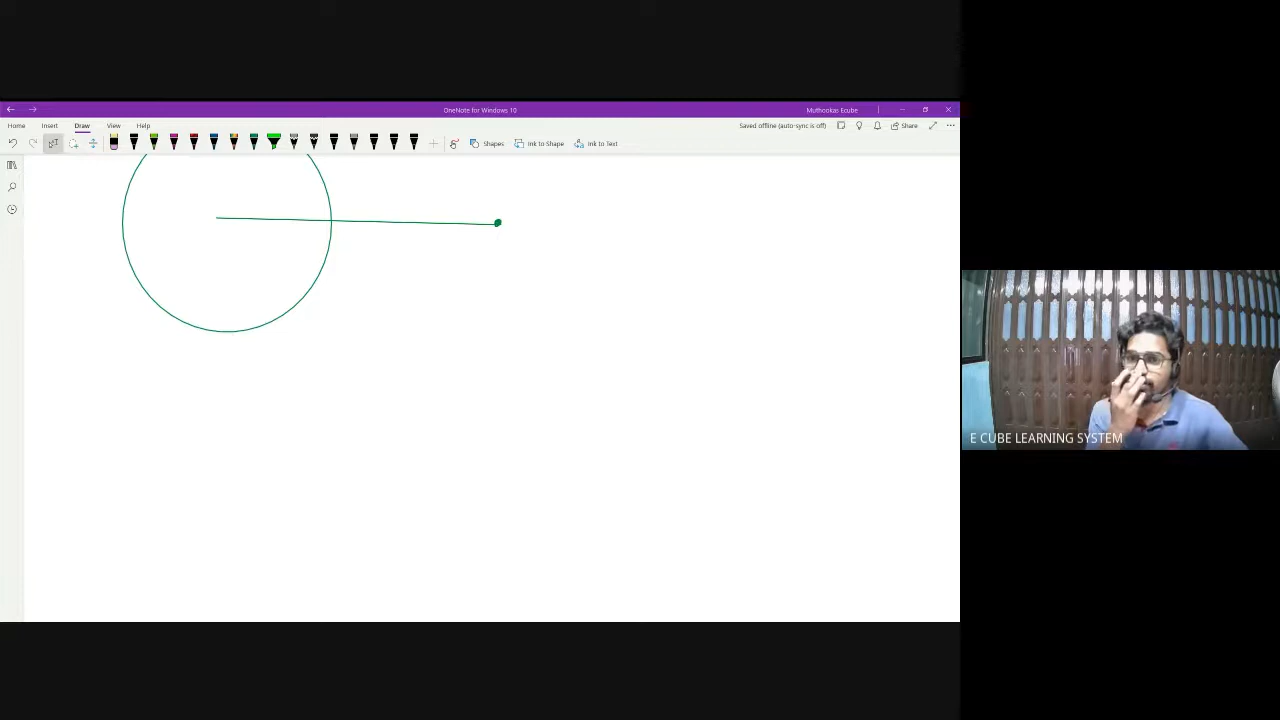 OneNote for Windows 10
Muthookas Ecube
Home Insert Draw View Help
Saved offline (auto-sync is off)
Share
Shapes
Ink to Shape
Ink to Text
E CUBE LEARNING SYSTEM